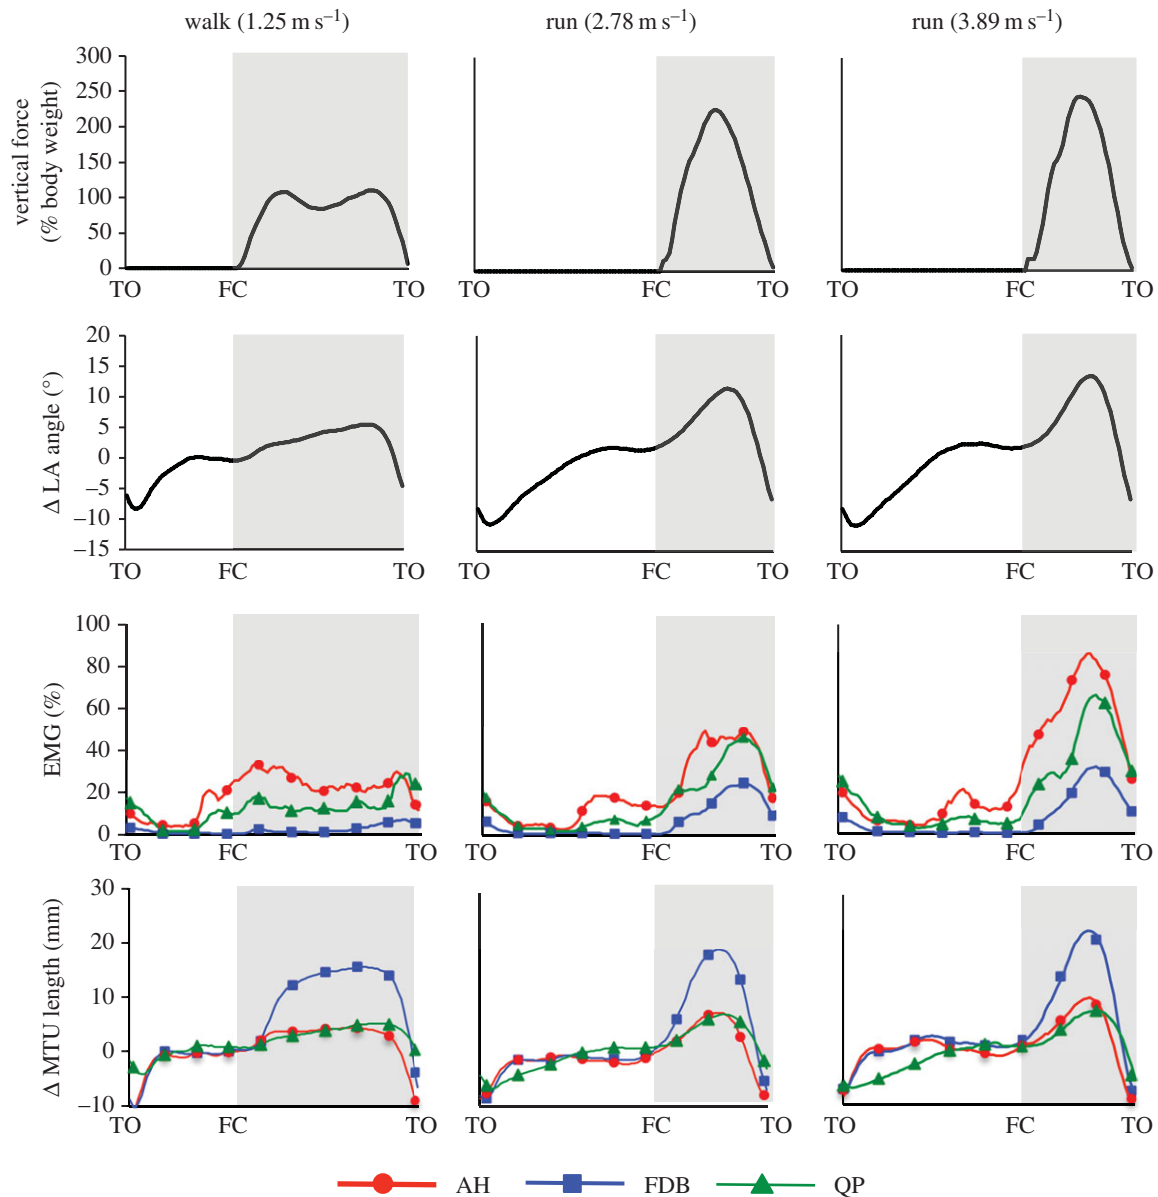 walk (1.25 m s–1) run (2.78 m s–1) run (3.89 m s–1)
vertical force
(% body weight)
300
250
200
150
100
50
0
TO FC TO TO FC TO TO FC TO
Δ LA angle (°)
20
15
10
5
0
–5
–10
–15
TO FC TO TO FC TO TO FC TO
EMG (%)
100
80
60
40
20
0
TO FC TO TO FC TO TO FC TO
Δ MTU length (mm)
30
20
10
0
–10
TO FC TO TO FC TO TO FC TO
AH FDB QP